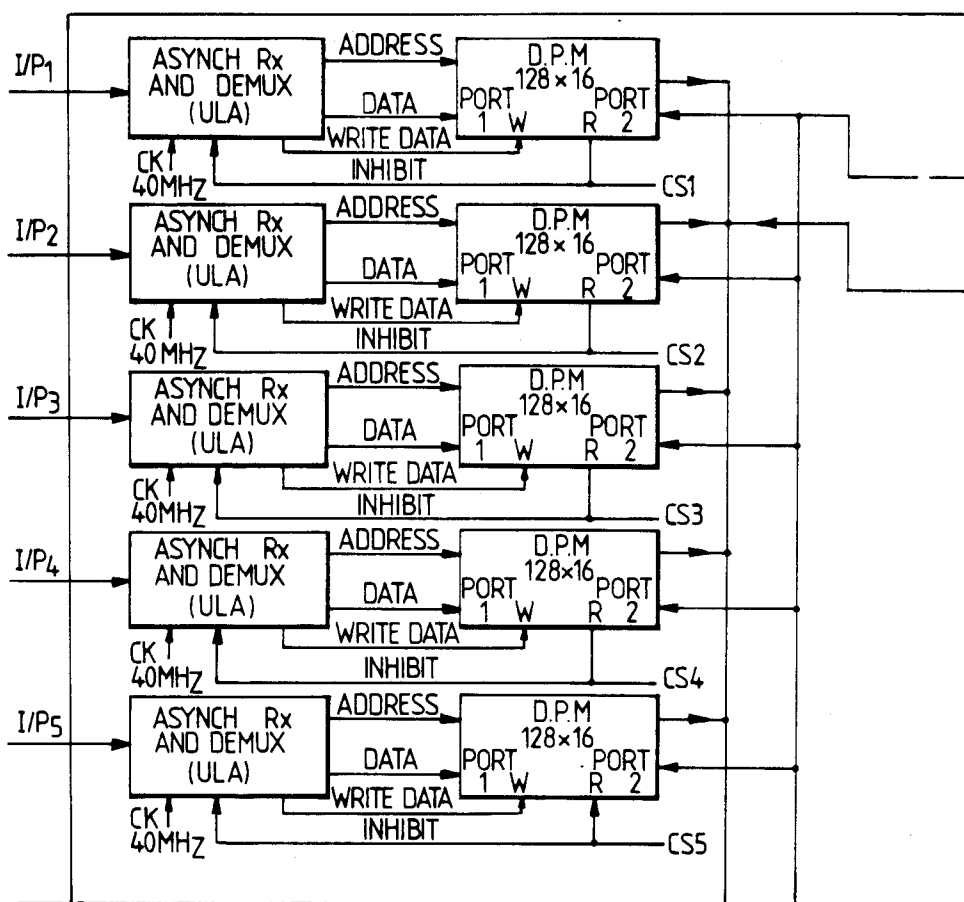 I/P1
ASYNCH Rx
AND DEMUX
(ULA)
ADDRESS
DATA
WRITE DATA
INHIBIT
D.P.M
128×16
PORT
1 W
R
PORT
2
CK
40MHZ
CS1
I/P2
ASYNCH Rx
AND DEMUX
(ULA)
ADDRESS
DATA
WRITE DATA
INHIBIT
D.P.M
128×16
PORT
1 W
R
PORT
2
CK
40MHZ
CS2
I/P3
ASYNCH Rx
AND DEMUX
(ULA)
ADDRESS
DATA
WRITE DATA
INHIBIT
D.P.M
128×16
PORT
1 W
R
PORT
2
CK
40MHZ
CS3
I/P4
ASYNCH Rx
AND DEMUX
(ULA)
ADDRESS
DATA
WRITE DATA
INHIBIT
D.P.M
128×16
PORT
1 W
R
PORT
2
CK
40MHZ
CS4
I/P5
ASYNCH Rx
AND DEMUX
(ULA)
ADDRESS
DATA
WRITE DATA
INHIBIT
D.P.M
128×16
PORT
1 W
R
PORT
2
CK
40MHZ
CS5